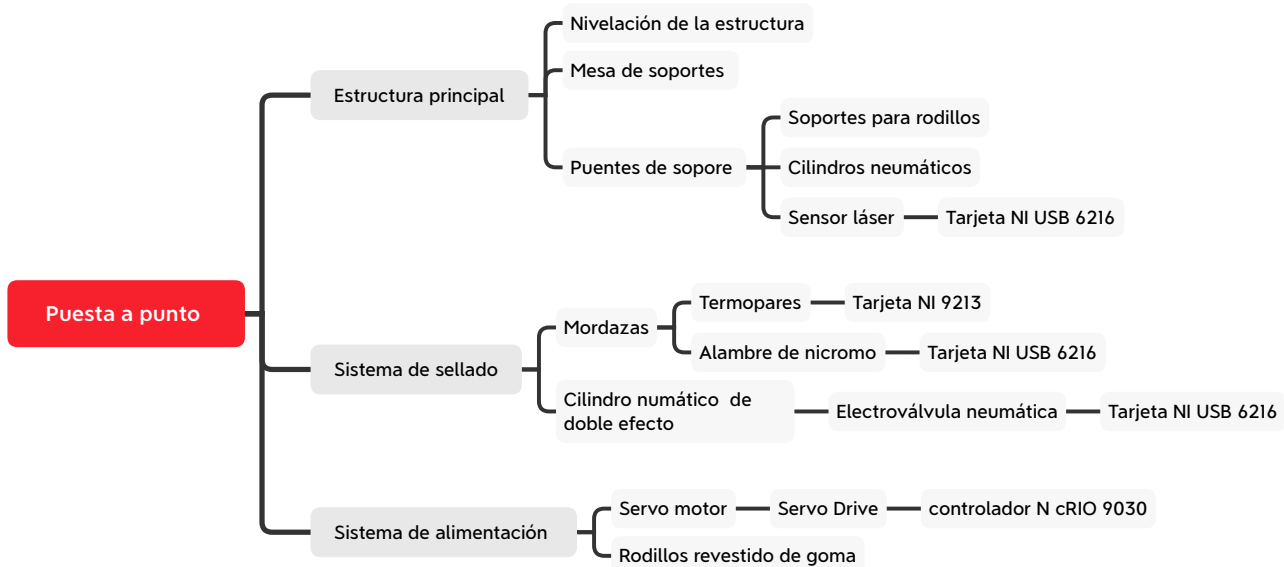 Puesta a punto
Estructura principal
Nivelación de la estructura
Mesa de soportes
Puentes de sopore
Soportes para rodillos
Cilindros neumáticos
Sensor láser
Tarjeta NI USB 6216
Sistema de sellado
Mordazas
Termopares
Tarjeta NI 9213
Alambre de nicromo
Tarjeta NI USB 6216
Cilindro numático de
doble efecto
Electroválvula neumática
Tarjeta NI USB 6216
Sistema de alimentación
Servo motor
Servo Drive
controlador N cRIO 9030
Rodillos revestido de goma